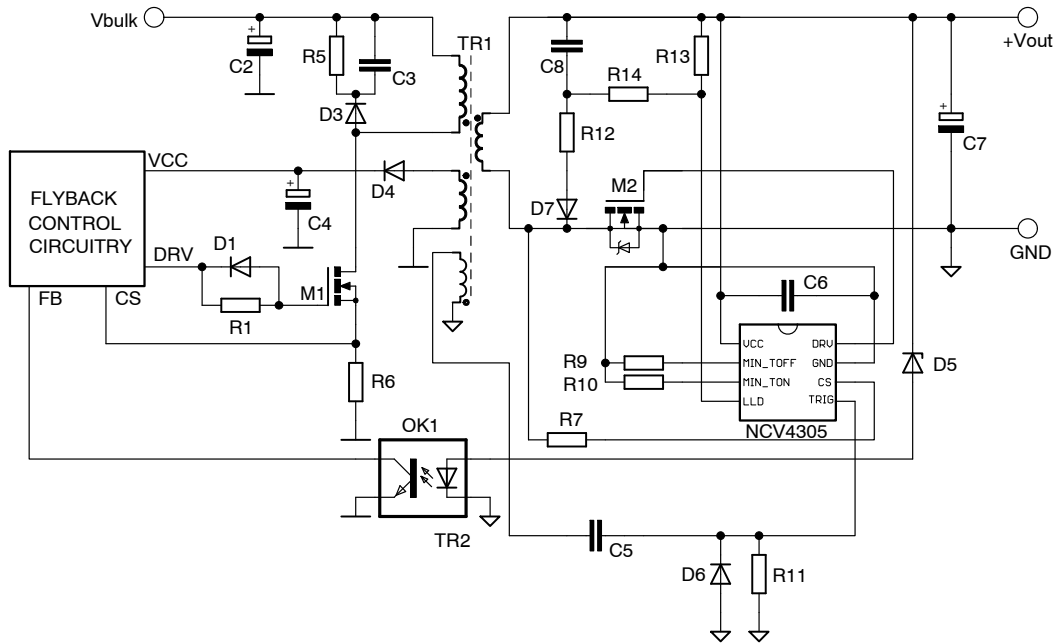 Vbulk
C2
R5
C3
D3
TR1
C8
R13
R14
R12
+Vout
C7
VCC
D4
FLYBACK
CONTROL
CIRCUITRY
C4
D7
M2
GND
DRV
D1
M1
FB
CS
R1
C6
R9
R10
VCC
MIN_TOFF
MIN_TON
LLD
DRV
GND
CS
TRIG
D5
R6
R7
NCV4305
OK1
TR2
C5
D6
R11
+
+
+